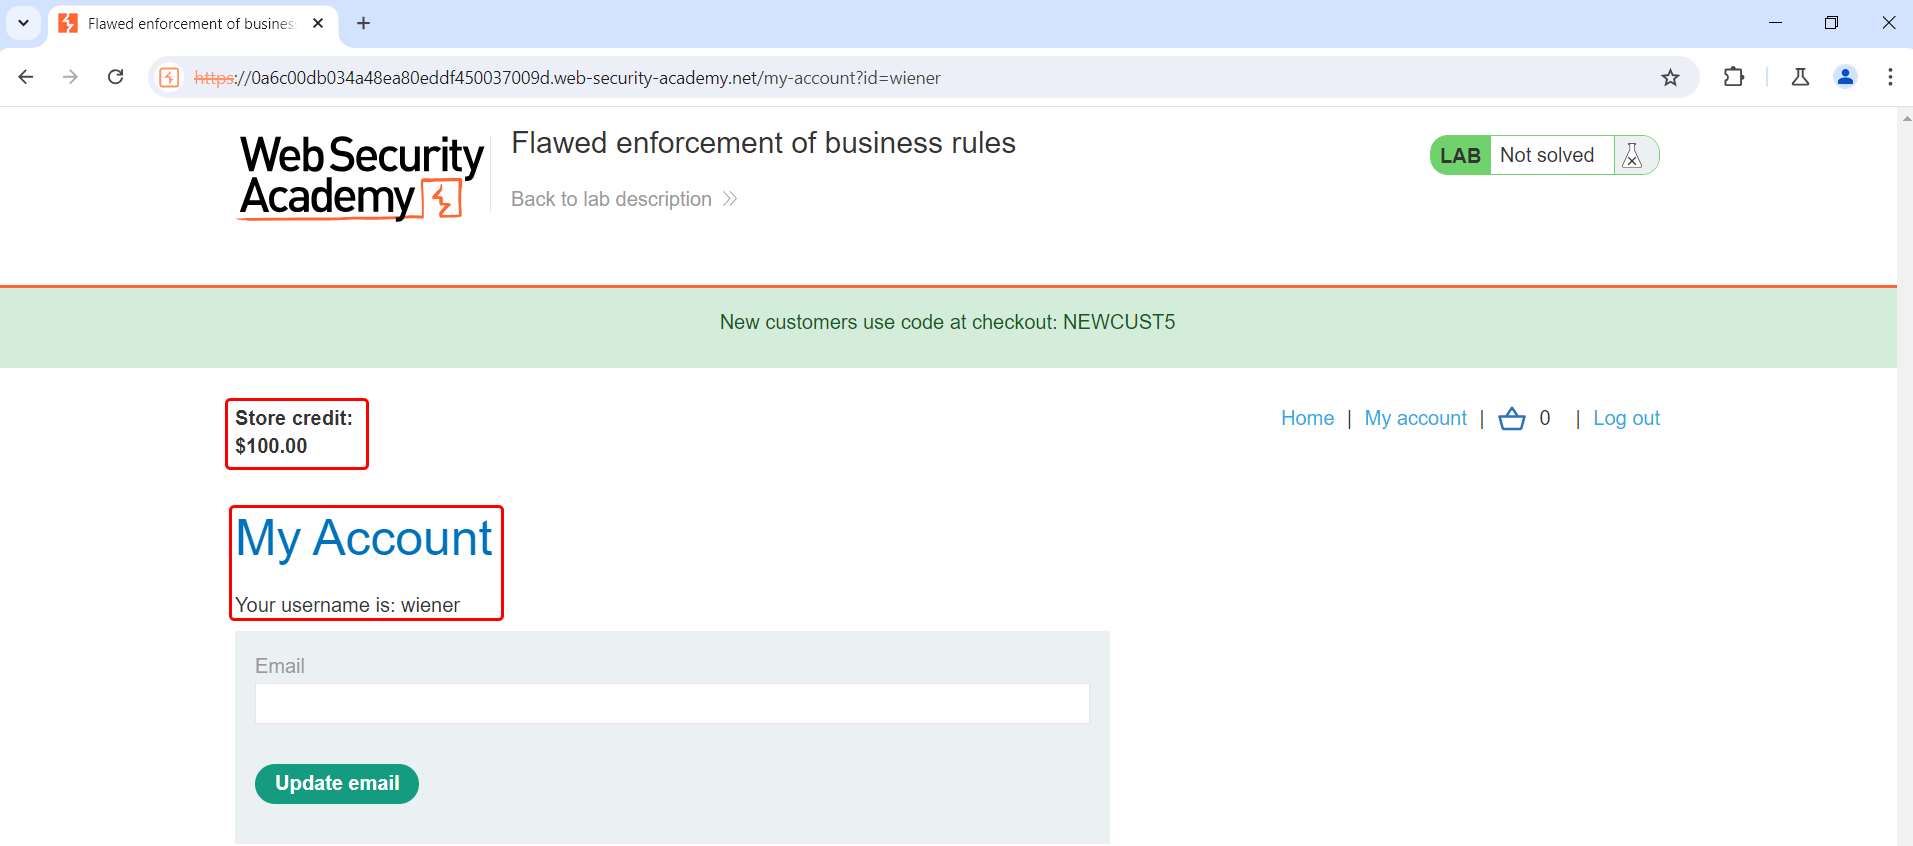 Flawed enforcement of busines
https://0a6c00db034a48ea80eddf450037009d.web-security-academy.net/my-account?id=wiener
Web Security
Academy
Flawed enforcement of business rules
Back to lab description
LAB Not solved
New customers use code at checkout: NEWCUST5
Store credit:
$100.00
Home | My account | 0 | Log out
My Account
Your username is: wiener
Email
Update email